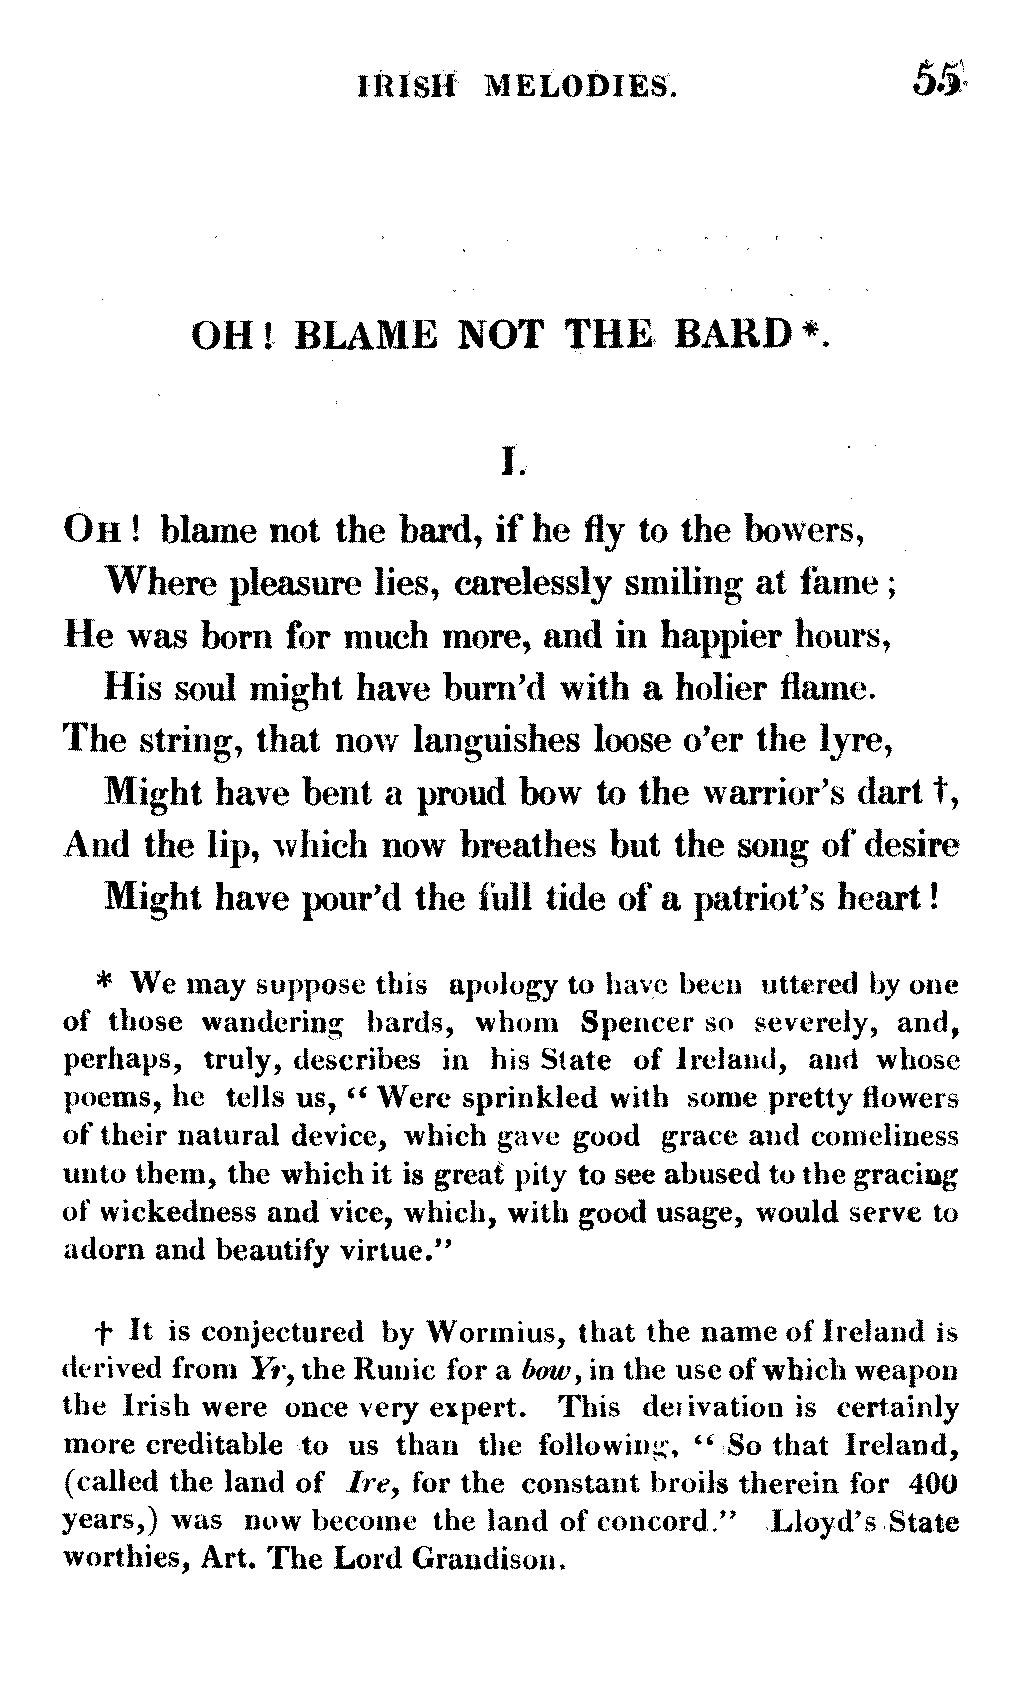 IRISH MELODIES. 55
OH! BLAME NOT THE BARD *.
I.
OH! blame not the bard, if he fly to the bowers,
Where pleasure lies, carelessly smiling at fame;
He was born for much more, and in happier hours,
His soul might have burn'd with a holier flame.
The string, that now languishes loose o'er the lyre,
Might have bent a proud bow to the warrior's dart †,
And the lip, which now breathes but the song of desire
Might have pour'd the full tide of a patriot's heart!
* We may suppose this apology to have been uttered by one
of those wandering bards, whom Spencer so severely, and,
perhaps, truly, describes in his State of Ireland, and whose
poems, he tells us, "Were sprinkled with some pretty flowers
of their natural device, which gave good grace and comeliness
unto them, the which it is great pity to see abused to the gracing
of wickedness and vice, which, with good usage, would serve to
adorn and beautify virtue."
† It is conjectured by Wormius, that the name of Ireland is
derived from Yr, the Runic for a bow, in the use of which weapon
the Irish were once very expert. This derivation is certainly
more creditable to us than the following, "So that Ireland,
(called the land of Ire, for the constant broils therein for 400
years,) was now become the land of concord." Lloyd's State
worthies, Art. The Lord Grandison.